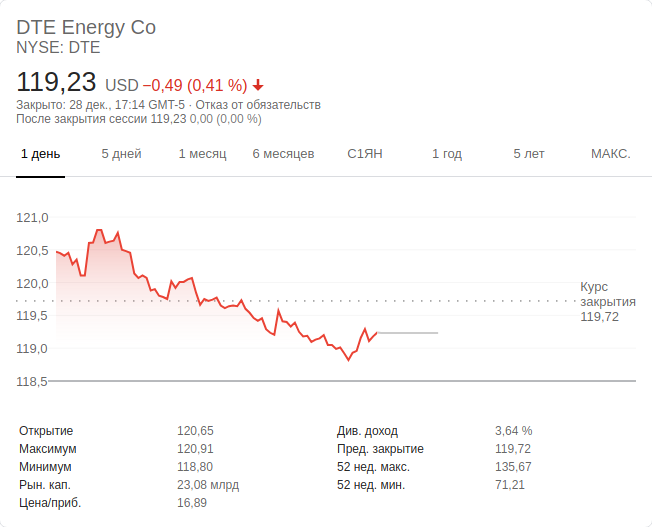 DTE Energy Co
NYSE: DTE
119,23 USD −0,49 (0,41 %)
Закрыто: 28 дек., 17:14 GMT-5 · Отказ от обязательств
После закрытия сессии 119,23 0,00 (0,00 %)
1 день 5 дней 1 месяц 6 месяцев С1ЯН 1 год 5 лет МАКС.
121,0
120,5
120,0
119,5
119,0
118,5
Курс
закрытия
119,72
Открытие 120,65 Див. доход 3,64 %
Максимум 120,91 Пред. закрытие 119,72
Минимум 118,80 52 нед. макс. 135,67
Рын. кап. 23,08 млрд 52 нед. мин. 71,21
Цена/приб. 16,89